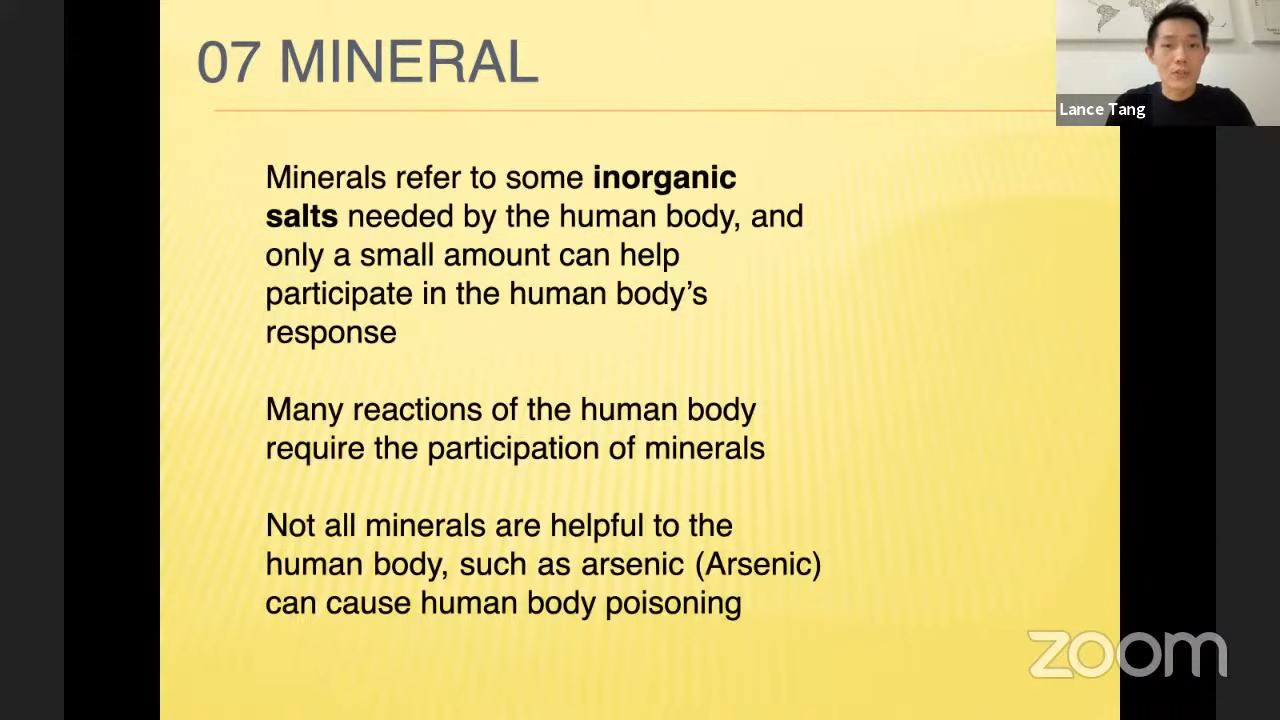 07 MINERAL
Lance Tang
Minerals refer to some inorganic
salts needed by the human body, and
only a small amount can help
participate in the human body’s
response
Many reactions of the human body
require the participation of minerals
Not all minerals are helpful to the
human body, such as arsenic (Arsenic)
can cause human body poisoning
zoom